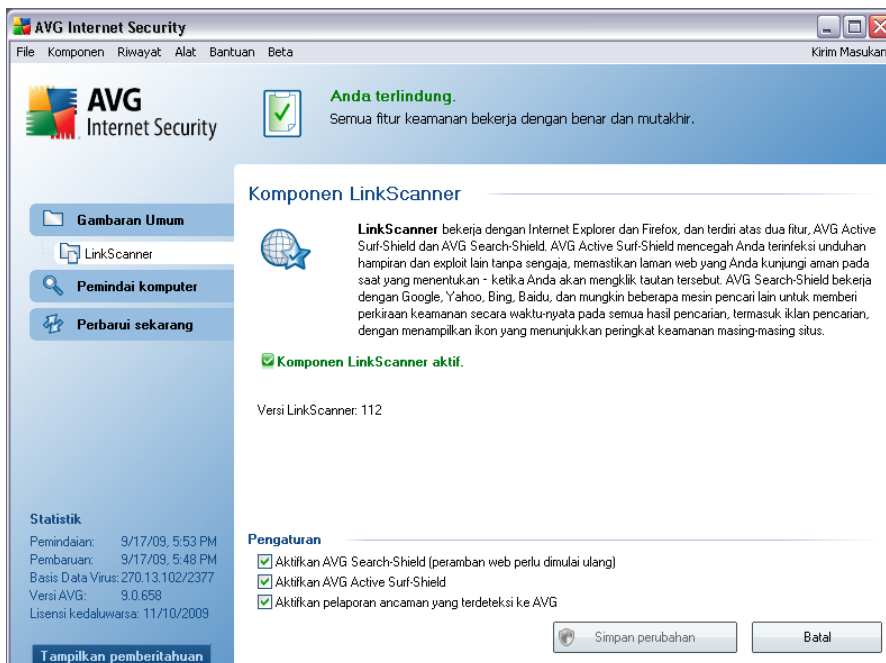 AVG Internet Security
File Komponen Riwayat Alat Bantuan Beta Kirim Masukan
AVG
Internet Security
Anda terlindung.
Semua fitur keamanan bekerja dengan benar dan mutakhir.
Gambaran Umum
LinkScanner
Pemindai komputer
Perbarui sekarang
Komponen LinkScanner
LinkScanner bekerja dengan Internet Explorer dan Firefox, dan terdiri atas dua fitur, AVG Active
Surf-Shield dan AVG Search-Shield. AVG Active Surf-Shield mencegah Anda terinfeksi unduhan
hampiran dan exploit lain tanpa sengaja, memastikan laman web yang Anda kunjungi aman pada
saat yang menentukan - ketika Anda akan mengklik tautan tersebut. AVG Search-Shield bekerja
dengan Google, Yahoo, Bing, Baidu, dan mungkin beberapa mesin pencari lain untuk memberi
perkiraan keamanan secara waktu-nyata pada semua hasil pencarian, termasuk iklan pencarian,
dengan menampilkan ikon yang menunjukkan peringkat keamanan masing-masing situs.
Komponen LinkScanner aktif.
Versi LinkScanner: 112
Statistik
Pemindaian: 9/17/09, 5:53 PM
Pembaruan: 9/17/09, 5:48 PM
Basis Data Virus: 270.13.102/2377
Versi AVG: 9.0.658
Lisensi kedaluwarsa: 11/10/2009
Tampilkan pemberitahuan
Pengaturan
Aktifkan AVG Search-Shield (peramban web perlu dimulai ulang)
Aktifkan AVG Active Surf-Shield
Aktifkan pelaporan ancaman yang terdeteksi ke AVG
Simpan perubahan
Batal